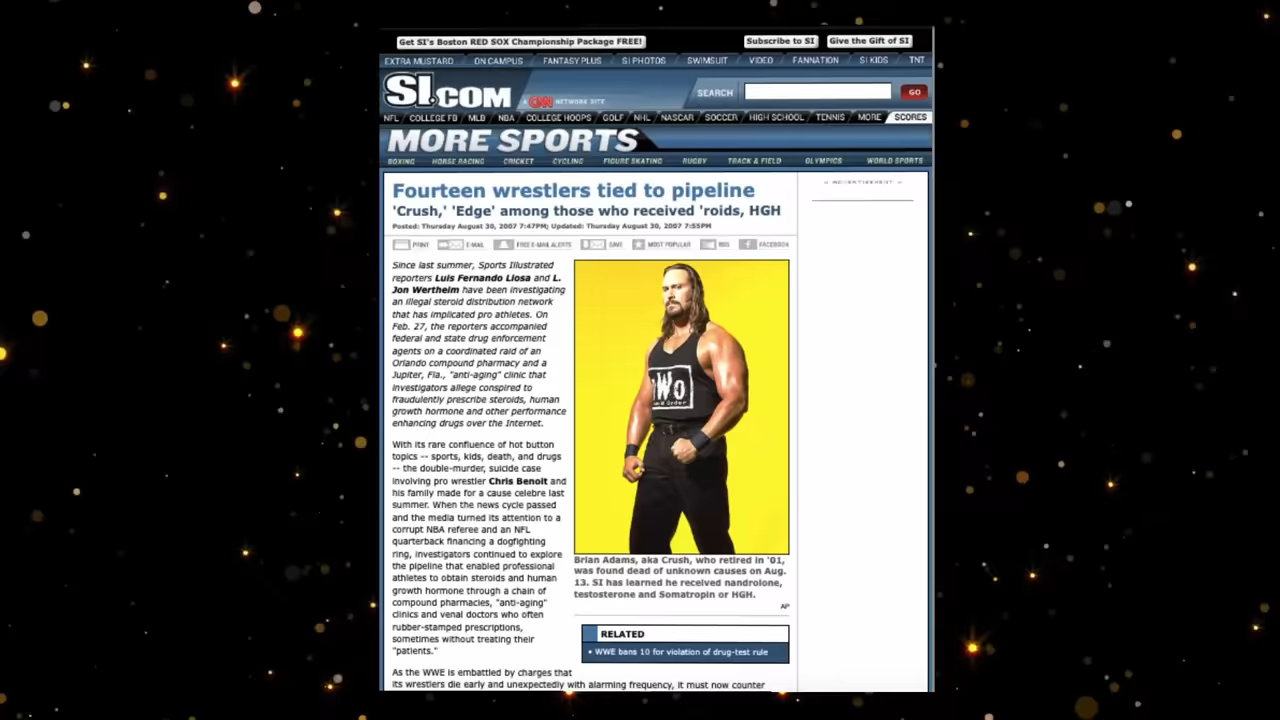 Get SI's Boston RED SOX Championship Package FREE!
Subscribe to SI
Give the Gift of SI
EXTRA MUSTARD ON CAMPUS FANTASY PLUS SI PHOTOS SWIMSUIT VIDEO FANNATION SI KIDS TNT
SI.COM
A CNN NETWORK SITE
SEARCH
GO
NFL COLLEGE FB MLB NBA COLLEGE HOOPS GOLF NHL NASCAR SOCCER HIGH SCHOOL TENNIS MORE SCORES
MORE SPORTS
BOXING HORSE RACING CRICKET CYCLING FIGURE SKATING RUGBY TRACK & FIELD OLYMPICS WORLD SPORTS
Fourteen wrestlers tied to pipeline
'Crush,' 'Edge' among those who received 'roids, HGH
Posted: Thursday August 30, 2007 7:47PM; Updated: Thursday August 30, 2007 7:55PM
PRINT E-MAIL FREE E-MAIL ALERTS SAVE MOST POPULAR RSS FACEBOOK
ADVERTISEMENT
Since last summer, Sports Illustrated
reporters Luis Fernando Llosa and L.
Jon Wertheim have been investigating
an illegal steroid distribution network
that has implicated pro athletes. On
Feb. 27, the reporters accompanied
federal and state drug enforcement
agents on a coordinated raid of an
Orlando compound pharmacy and a
Jupiter, Fla., "anti-aging" clinic that
investigators allege conspired to
fraudulently prescribe steroids, human
growth hormone and other performance
enhancing drugs over the Internet.
With its rare confluence of hot button
topics -- sports, kids, death, and drugs
-- the double-murder, suicide case
involving pro wrestler Chris Benoit and
his family made for a cause celebre last
summer. When the news cycle passed
and the media turned its attention to a
corrupt NBA referee and an NFL
quarterback financing a dogfighting
ring, investigators continued to explore
the pipeline that enabled professional
athletes to obtain steroids and human
growth hormone through a chain of
compound pharmacies, "anti-aging"
clinics and venal doctors who often
rubber-stamped prescriptions,
sometimes without treating their
"patients."
As the WWE is embattled by charges that
its wrestlers die early and unexpectedly with alarming frequency, it must now counter
nWo
Brian Adams, aka Crush, who retired in '01,
was found dead of unknown causes on Aug.
13. SI has learned he received nandrolone,
testosterone and Somatropin or HGH.
AP
RELATED
• WWE bans 10 for violation of drug-test rule